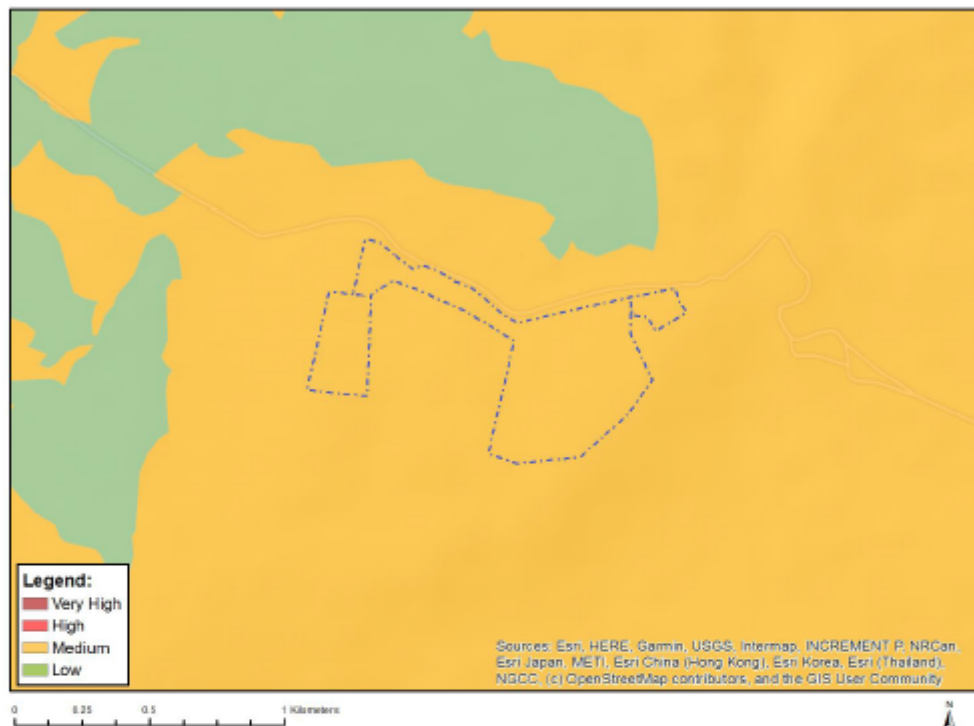 Legend:
Very High
High
Medium
Low
Sources: Esri, HERE, Garmin, USGS, Intermap, INCREMENT P, NRCan,
Esri Japan, METI, Esri China (Hong Kong), Esri Korea, Esri (Thailand),
NGCC, (c) OpenStreetMap contributors, and the GIS User Community
0 0.25 0.5 1 Kilometers
N